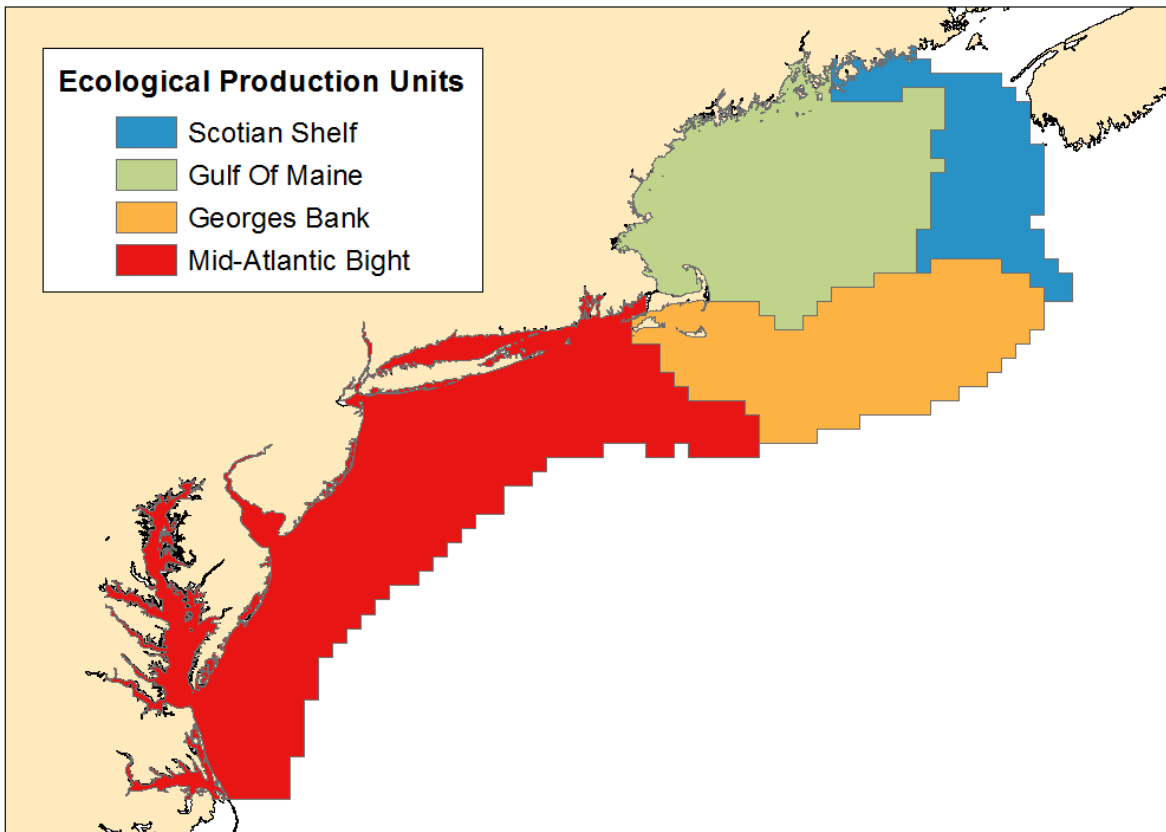 Ecological Production Units
Scotian Shelf
Gulf Of Maine
Georges Bank
Mid-Atlantic Bight